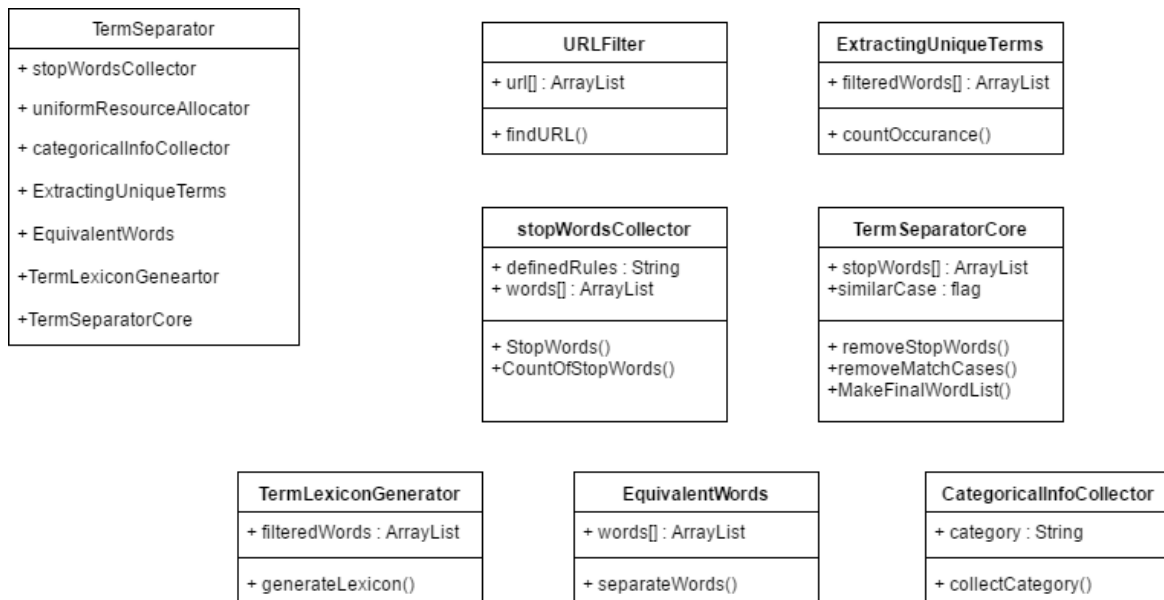 TermSeparator
+ stopWordsCollector
+ uniformResourceAllocator
+ categoricalInfoCollector
+ ExtractingUniqueTerms
+ EquivalentWords
+TermLexiconGeneartor
+TermSeparatorCore
URLFilter
+ url[] : ArrayList
+ findURL()
ExtractingUniqueTerms
+ filteredWords[] : ArrayList
+ countOccurance()
stopWordsCollector
+ definedRules : String
+ words[] : ArrayList
+ StopWords()
+CountOfStopWords()
TermSeparatorCore
+ stopWords[] : ArrayList
+similarCase : flag
+ removeStopWords()
+removeMatchCases()
+MakeFinalWordList()
TermLexiconGenerator
+ filteredWords : ArrayList
+ generateLexicon()
EquivalentWords
+ words[] : ArrayList
+ separateWords()
CategoricalInfoCollector
+ category : String
+ collectCategory()